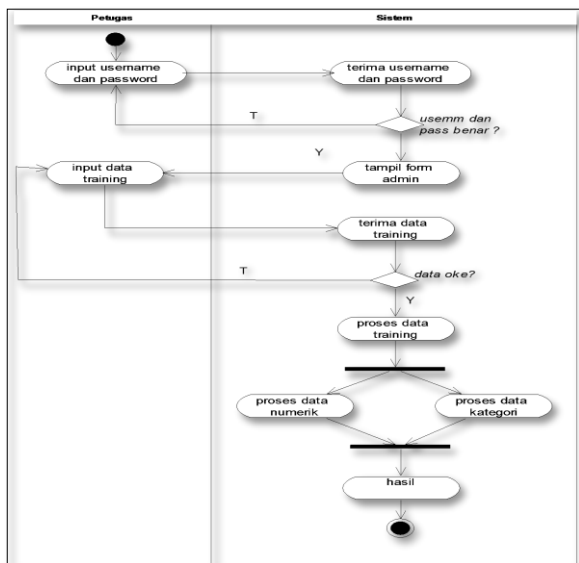 Petugas
Sistem
input username
dan password
terima username
dan password
T
usernm dan
pass benar ?
Y
input data
training
tampil form
admin
terima data
training
T
data oke?
Y
proses data
training
proses data
numerik
proses data
kategori
hasil